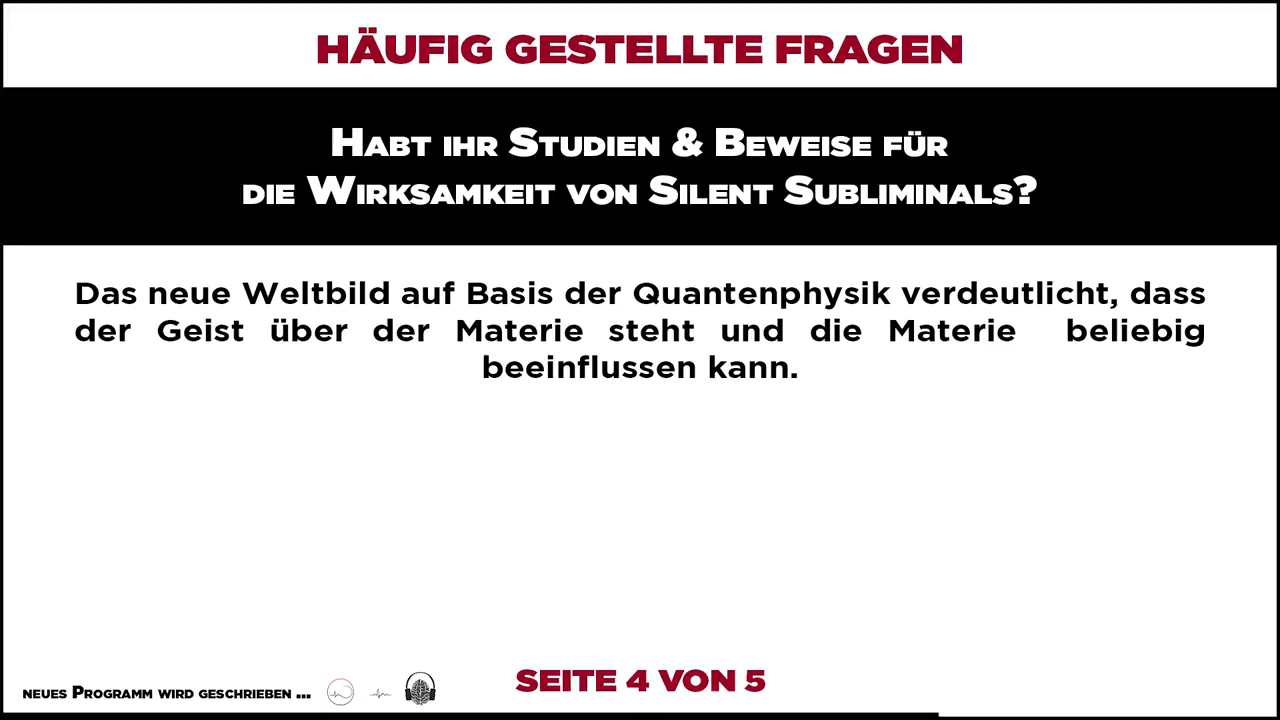 HÄUFIG GESTELLTE FRAGEN
Habt ihr Studien & Beweise für
die Wirksamkeit von Silent Subliminals?
Das neue Weltbild auf Basis der Quantenphysik verdeutlicht, dass
der Geist über der Materie steht und die Materie beliebig
beeinflussen kann.
SEITE 4 VON 5
neues Programm wird geschrieben ...